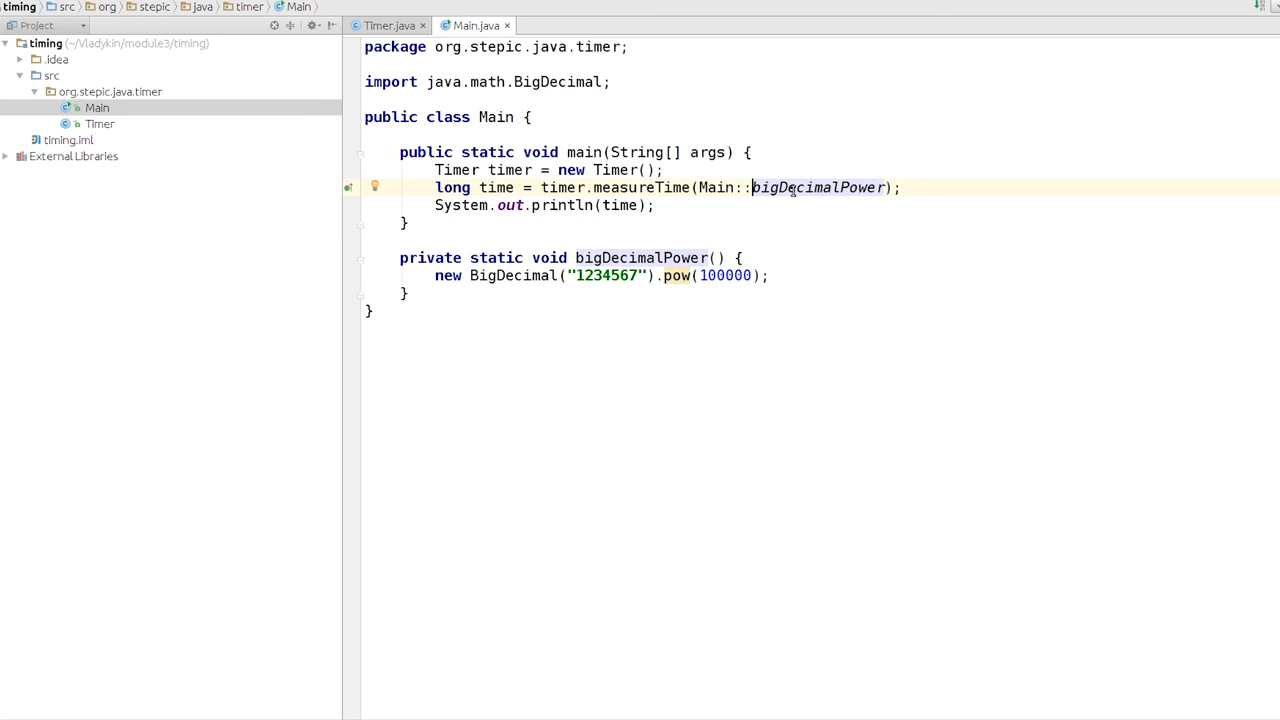 timing src org stepic java timer Main
Project
Timer.java Main.java
timing (~/Vladykin/module3/timing)
.idea
src
org.stepic.java.timer
Main
Timer
timing.iml
External Libraries
package org.stepic.java.timer;
import java.math.BigDecimal;
public class Main {
public static void main(String[] args) {
Timer timer = new Timer();
long time = timer.measureTime(Main::bigDecimalPower);
System.out.println(time);
}
private static void bigDecimalPower() {
new BigDecimal("1234567").pow(100000);
}
}